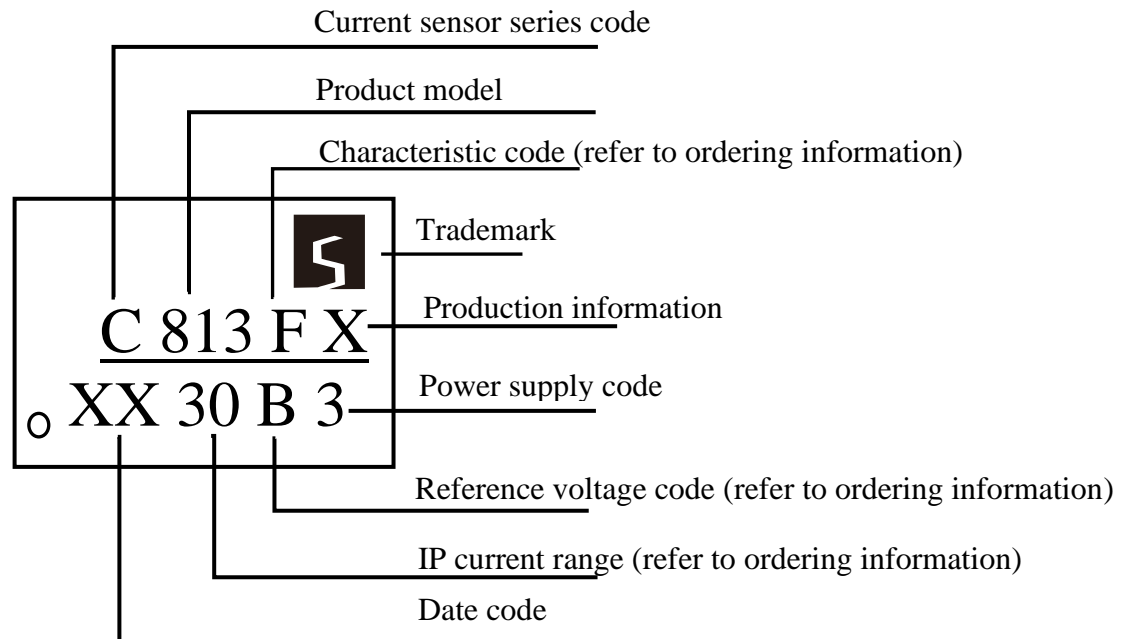 Current sensor series code
Product model
Characteristic code (refer to ordering information)
Trademark
Production information
C 813 F X
Power supply code
XX 30 B 3
Reference voltage code (refer to ordering information)
IP current range (refer to ordering information)
Date code